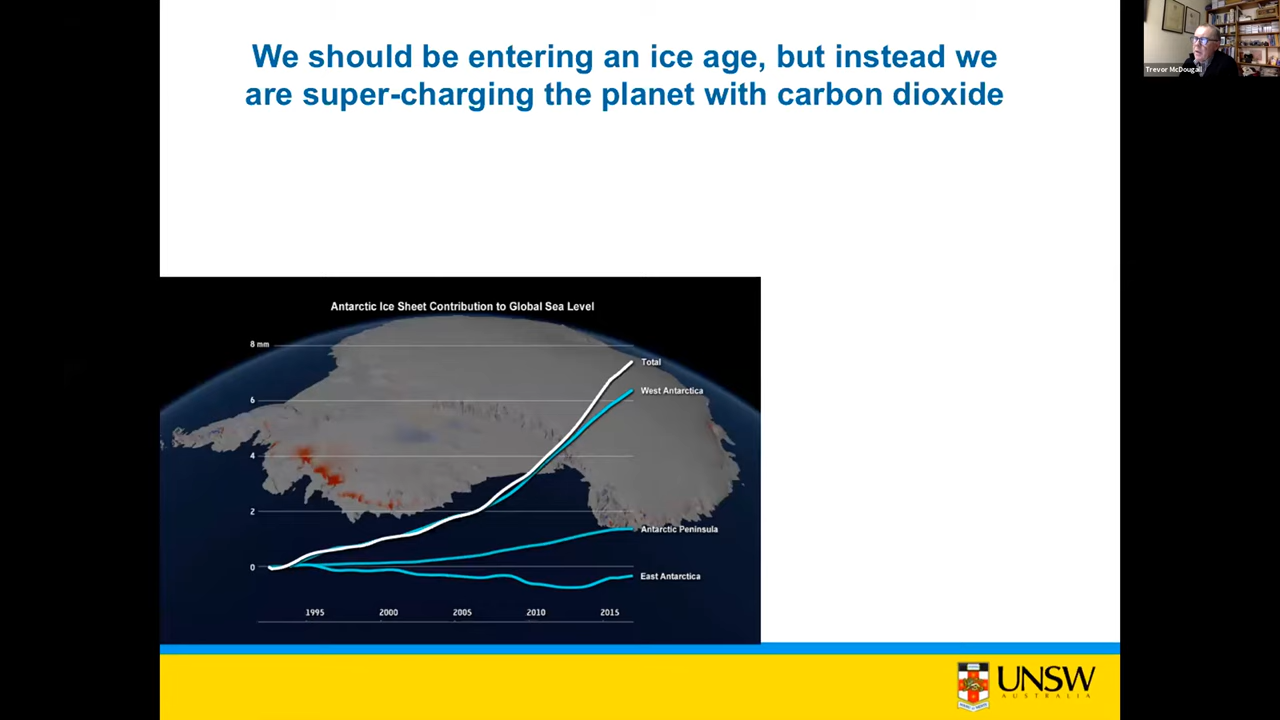 We should be entering an ice age, but instead we
are super-charging the planet with carbon dioxide
Trevor McDougall
Antarctic Ice Sheet Contribution to Global Sea Level
8 mm
Total
West Antarctica
6
4
2
Antarctic Peninsula
0
East Antarctica
1995 2000 2005 2010 2015
UNSW
AUSTRALIA